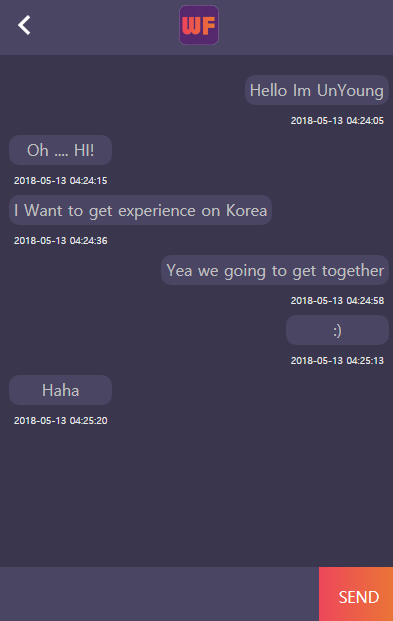 WF
Hello Im UnYoung
2018-05-13 04:24:05
Oh .... HI!
2018-05-13 04:24:15
I Want to get experience on Korea
2018-05-13 04:24:36
Yea we going to get together
2018-05-13 04:24:58
:)
2018-05-13 04:25:13
Haha
2018-05-13 04:25:20
SEND